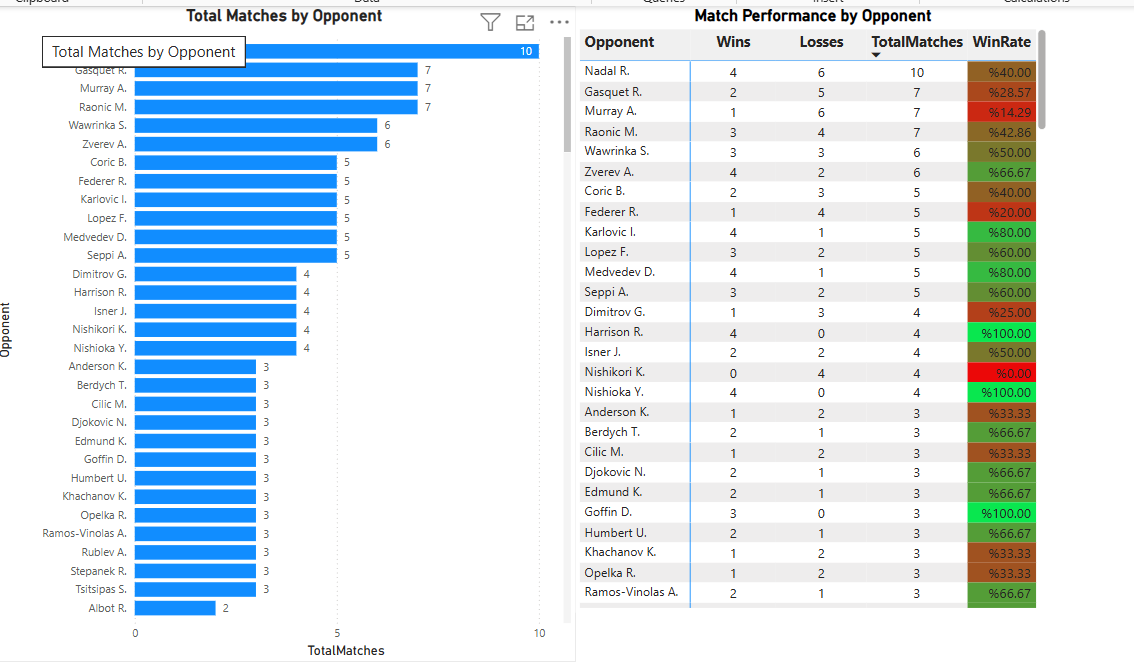 Clipboard Data Queries Insert Calculations
Total Matches by Opponent
Total Matches by Opponent
10
Gasquet R. 7
Murray A. 7
Raonic M. 7
Wawrinka S. 6
Zverev A. 6
Coric B. 5
Federer R. 5
Karlovic I. 5
Lopez F. 5
Medvedev D. 5
Seppi A. 5
Dimitrov G. 4
Harrison R. 4
Isner J. 4
Nishikori K. 4
Nishioka Y. 4
Anderson K. 3
Berdych T. 3
Cilic M. 3
Djokovic N. 3
Edmund K. 3
Goffin D. 3
Humbert U. 3
Khachanov K. 3
Opelka R. 3
Ramos-Vinolas A. 3
Rublev A. 3
Stepanek R. 3
Tsitsipas S. 3
Albot R. 2
0 5 10
TotalMatches
Opponent
Match Performance by Opponent
Opponent Wins Losses TotalMatches WinRate
Nadal R. 4 6 10 %40.00
Gasquet R. 2 5 7 %28.57
Murray A. 1 6 7 %14.29
Raonic M. 3 4 7 %42.86
Wawrinka S. 3 3 6 %50.00
Zverev A. 4 2 6 %66.67
Coric B. 2 3 5 %40.00
Federer R. 1 4 5 %20.00
Karlovic I. 4 1 5 %80.00
Lopez F. 3 2 5 %60.00
Medvedev D. 4 1 5 %80.00
Seppi A. 3 2 5 %60.00
Dimitrov G. 1 3 4 %25.00
Harrison R. 4 0 4 %100.00
Isner J. 2 2 4 %50.00
Nishikori K. 0 4 4 %0.00
Nishioka Y. 4 0 4 %100.00
Anderson K. 1 2 3 %33.33
Berdych T. 2 1 3 %66.67
Cilic M. 1 2 3 %33.33
Djokovic N. 2 1 3 %66.67
Edmund K. 2 1 3 %66.67
Goffin D. 3 0 3 %100.00
Humbert U. 2 1 3 %66.67
Khachanov K. 1 2 3 %33.33
Opelka R. 1 2 3 %33.33
Ramos-Vinolas A. 2 1 3 %66.67